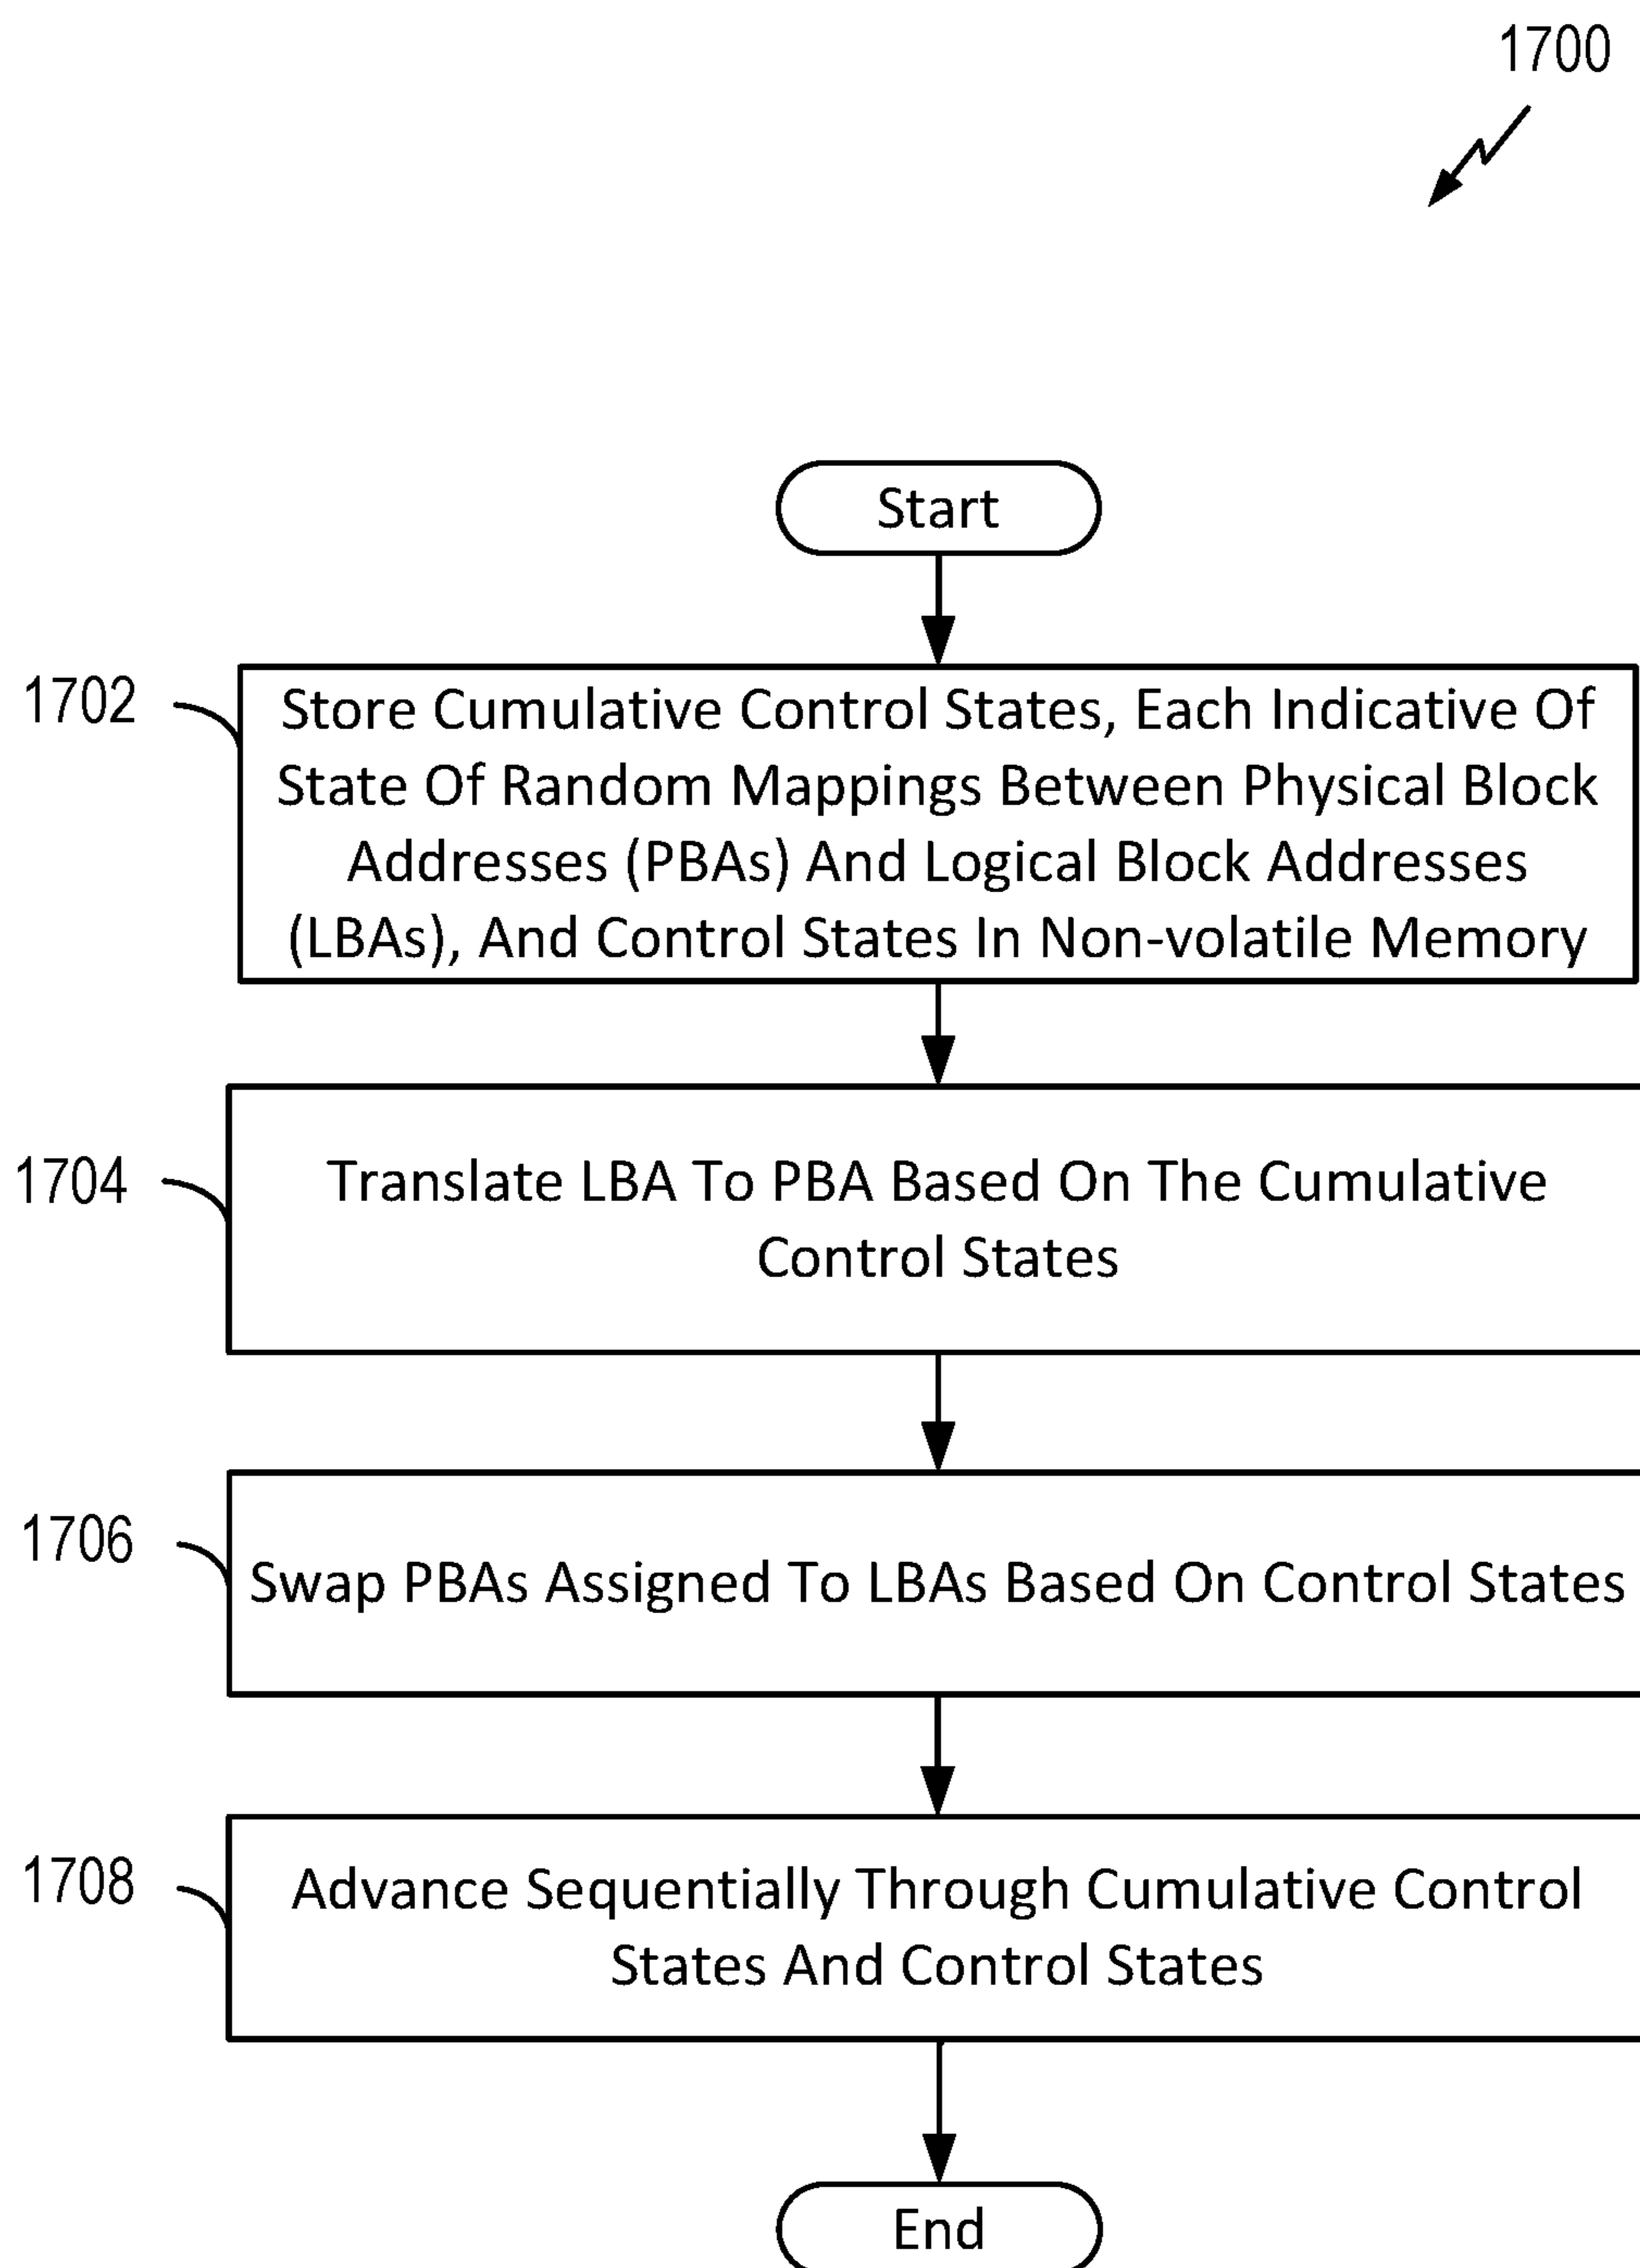 1700
Start
1702
Store Cumulative Control States, Each Indicative Of
State Of Random Mappings Between Physical Block
Addresses (PBAs) And Logical Block Addresses
(LBAs), And Control States In Non-volatile Memory
1704
Translate LBA To PBA Based On The Cumulative
Control States
1706
Swap PBAs Assigned To LBAs Based On Control States
1708
Advance Sequentially Through Cumulative Control
States And Control States
End